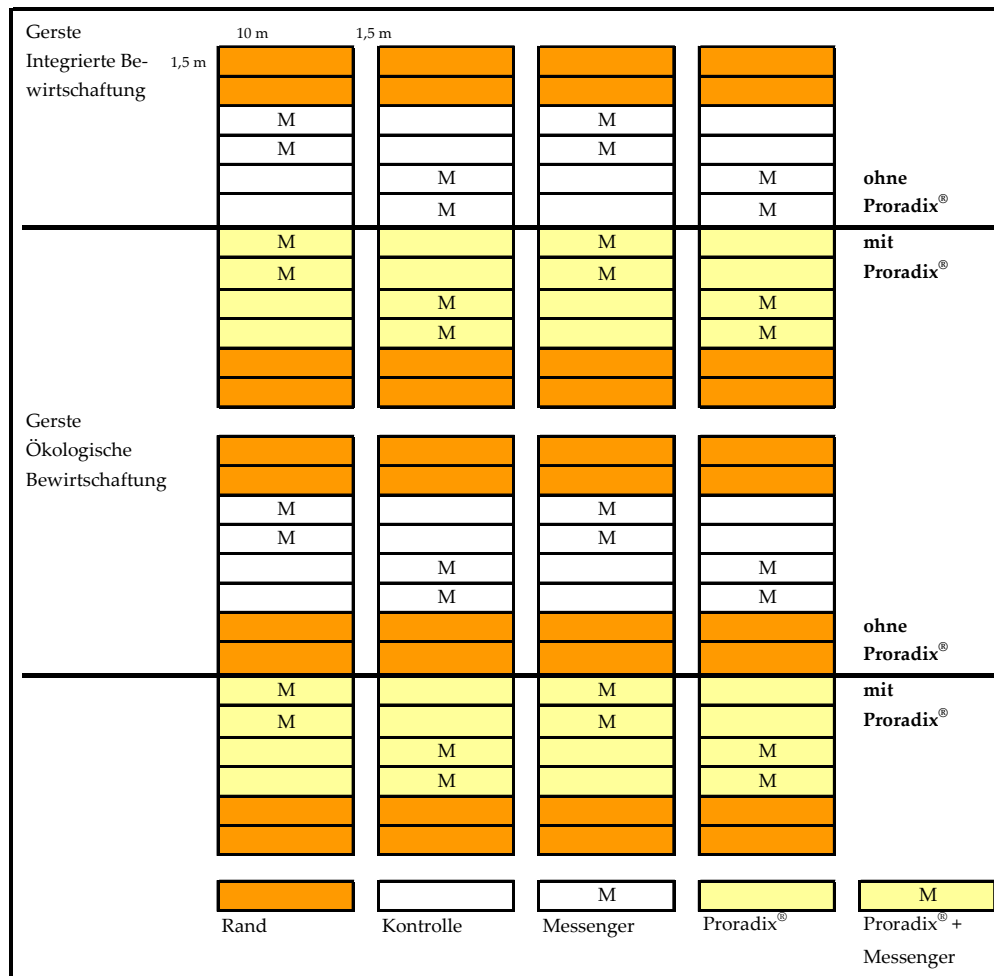 Gerste
10 m
1,5 m
Integrierte Be-
1,5 m
wirtschaftung
M M
M M
M M
M M
ohne
Proradix®
M M
mit
M M
Proradix®
M M
M M
Gerste
Ökologische
Bewirtschaftung
M M
M M
M M
M M
ohne
Proradix®
M M
mit
M M
Proradix®
M M
M M
M M
Rand
Kontrolle
Messenger
Proradix®
Proradix® +
Messenger